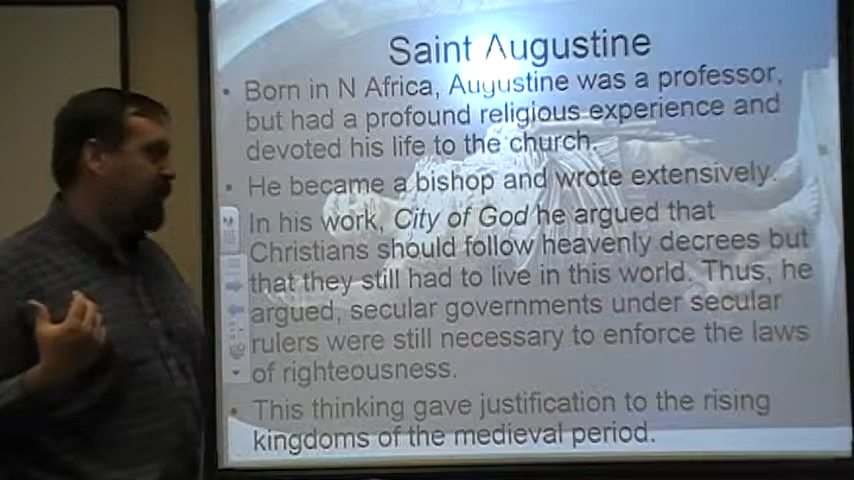 Saint Augustine
• Born in N Africa, Augustine was a professor,
but had a profound religious experience and
devoted his life to the church.
• He became a bishop and wrote extensively.
• In his work, City of God he argued that
Christians should follow heavenly decrees but
that they still had to live in this world. Thus, he
argued, secular governments under secular
rulers were still necessary to enforce the laws
of righteousness.
• This thinking gave justification to the rising
kingdoms of the medieval period.